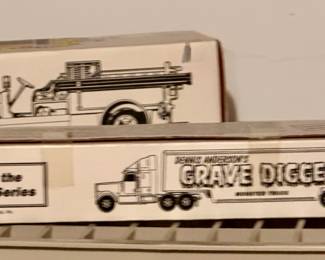 the
Series
DENNIS ANDERSON'S
GRAVE DIGGE
MONSTER TRUCK